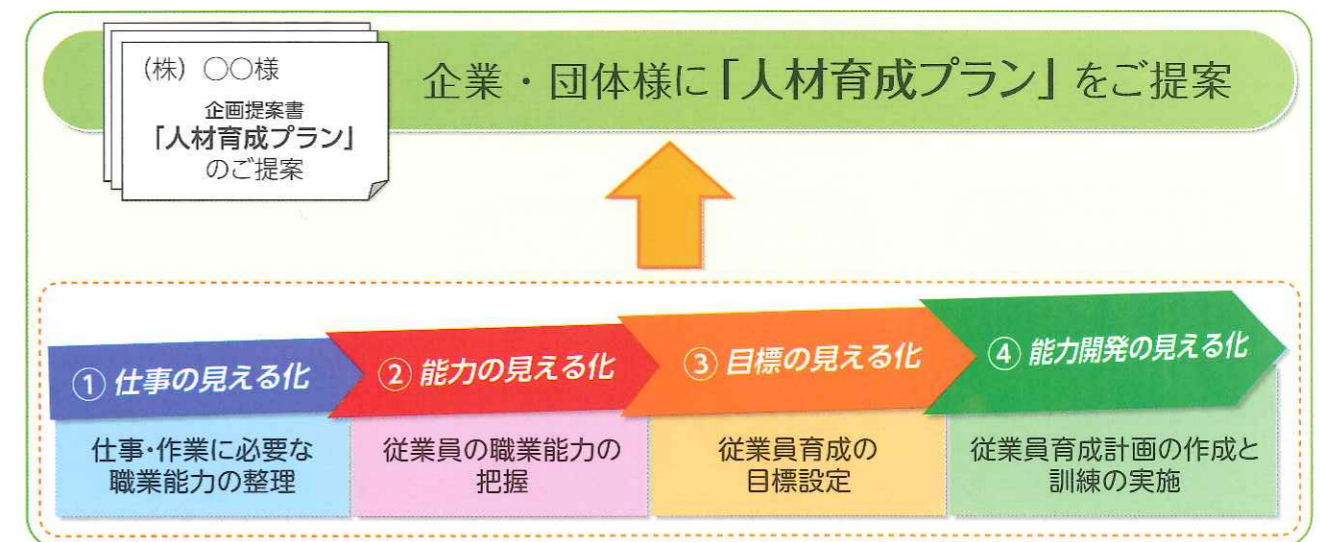 (株) 〇〇様
企画提案書
「人材育成プラン」
のご提案
企業・団体様に「人材育成プラン」をご提案
① 仕事の見える化
仕事・作業に必要な
職業能力の整理
② 能力の見える化
従業員の職業能力の
把握
③ 目標の見える化
従業員育成の
目標設定
④ 能力開発の見える化
従業員育成計画の作成と
訓練の実施